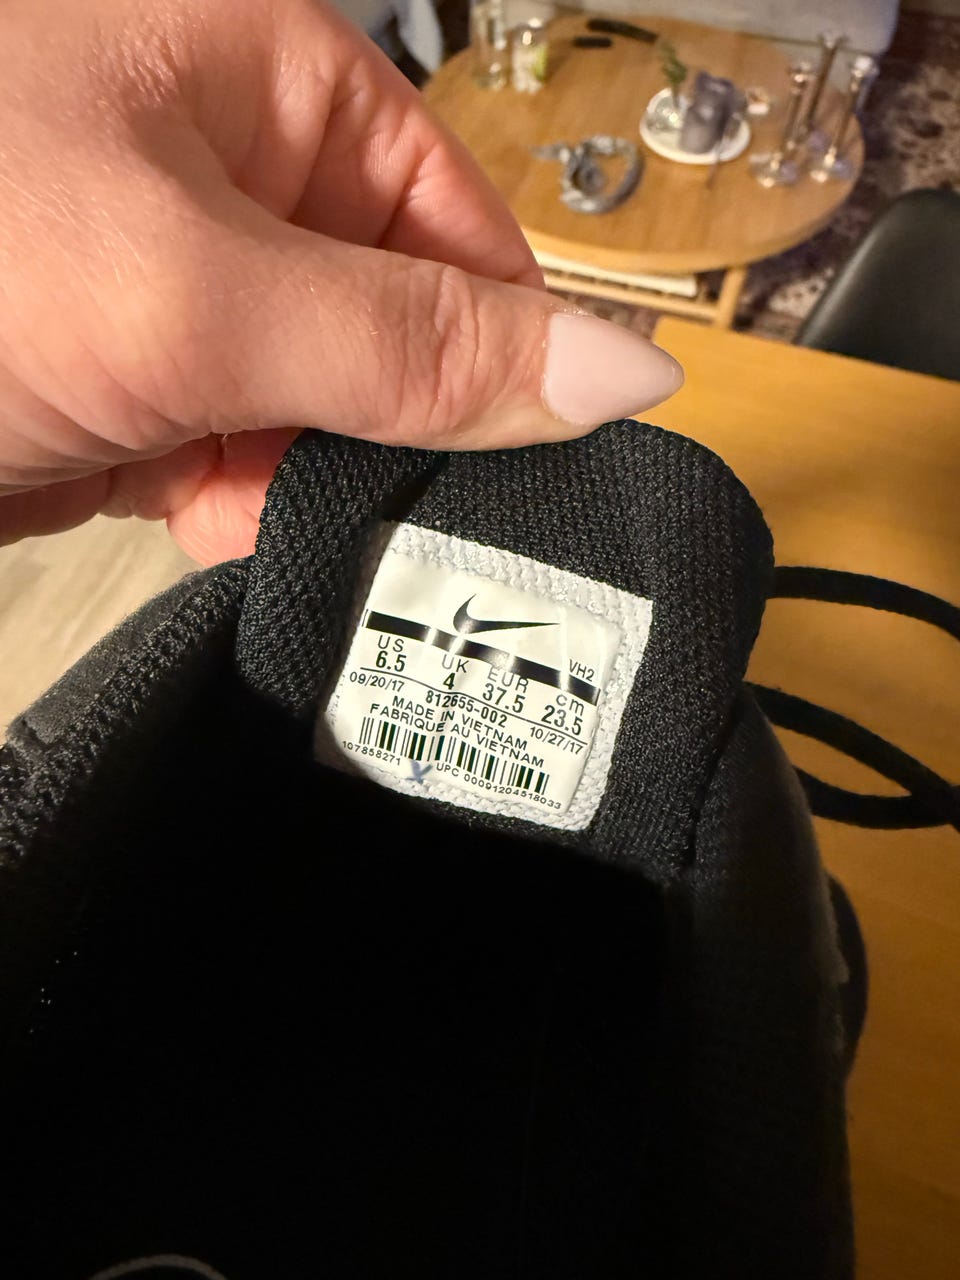 VH2
US UK EUR cm
6.5 4 37.5 23.5
09/20/17 812655-002 10/27/17
MADE IN VIETNAM
FABRIQUE AU VIETNAM
107858271 UPC 00091204518033